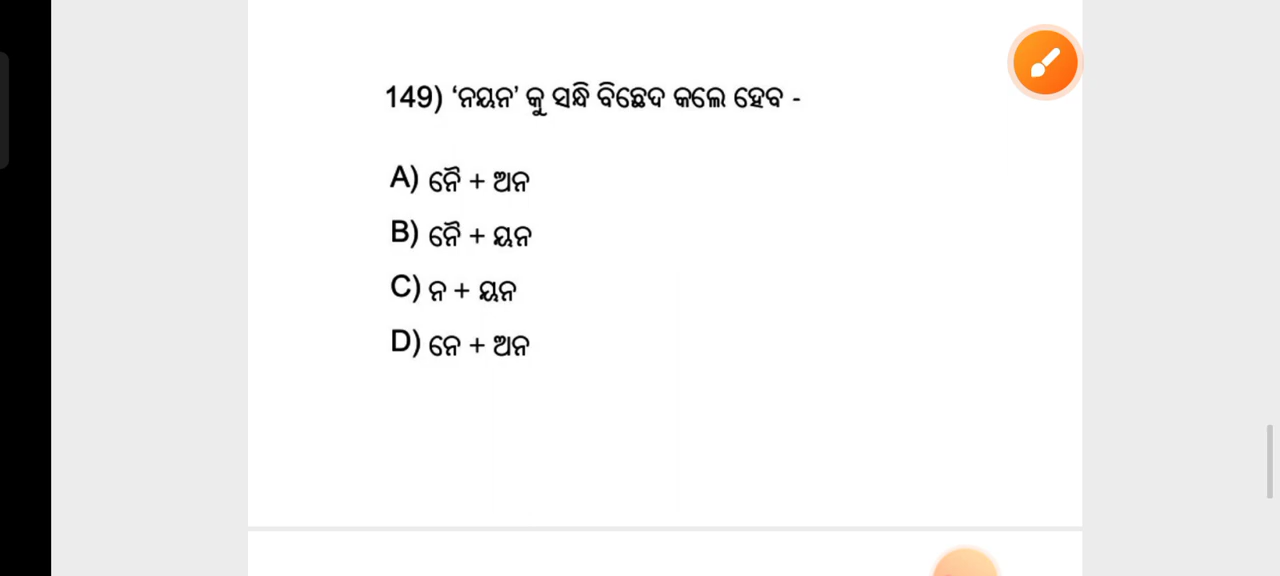 149) ‘ନୟନ’ କୁ ସନ୍ଧି ବିଛେଦ କଲେ ହେବ -
A) ନୈ + ଅନ
B) ନୈ + ୟନ
C) ନ + ୟନ
D) ନେ + ଅନ